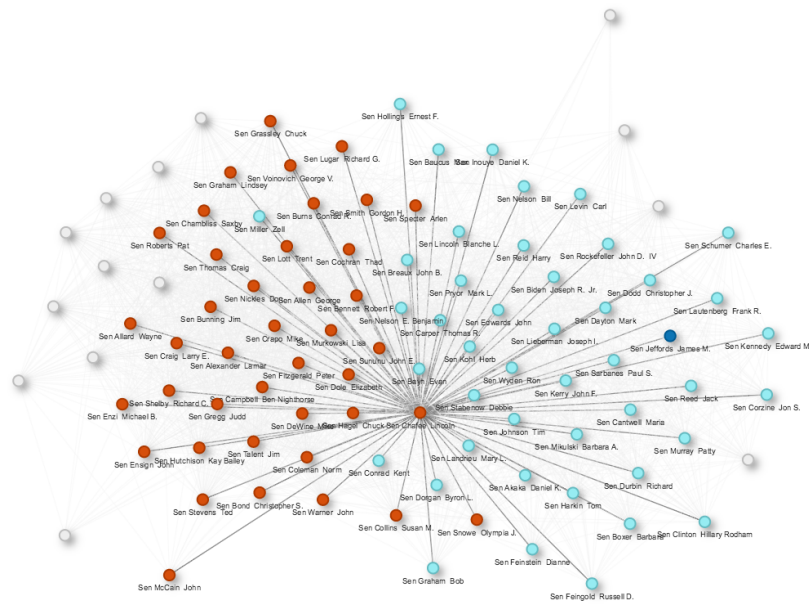 Sen Hollings Ernest F.
Sen Grassley Chuck
Sen Lugar Richard G.
Sen Baucus Max
Sen Inouye Daniel K.
Sen Voinovich George V.
Sen Graham Lindsey
Sen Nelson Bill
Sen Levin Carl
Sen Smith Gordon H.
Sen Specter Arlen
Sen Burns Conrad R.
Sen Chambliss Saxby
Sen Miller Zell
Sen Lincoln Blanche L.
Sen Roberts Pat
Sen Schumer Charles E.
Sen Reid Harry
Sen Rockefeller John D. IV
Sen Lott Trent
Sen Cochran Thad
Sen Thomas Craig
Sen Breaux John B.
Sen Biden Joseph R. Jr.
Sen Dodd Christopher J.
Sen Nickles Don
Sen Allen George
Sen Pryor Mark L.
Sen Bennett Robert F.
Sen Lautenberg Frank R.
Sen Bunning Jim
Sen Nelson E. Benjamin
Sen Edwards John
Sen Dayton Mark
Sen Carper Thomas R.
Sen Allard Wayne
Sen Crapo Mike
Sen Murkowski Lisa
Sen Lieberman Joseph I.
Sen Jeffords James M.
Sen Kennedy Edward M
Sen Craig Larry E.
Sen Sununu John E.
Sen Kohl Herb
Sen Alexander Lamar
Sen Fitzgerald Peter
Sen Bayh Evan
Sen Sarbanes Paul S.
Sen Wyden Ron
Sen Dole Elizabeth
Sen Kerry John F.
Sen Campbell Ben Nighthorse
Sen Shelby Richard C.
Sen Reed Jack
Sen Corzine Jon S.
Sen Enzi Michael B.
Sen Gregg Judd
Sen Stabenow Debbie
Sen DeWine Mike
Sen Hagel Chuck
Sen Chafee Lincoln
Sen Cantwell Maria
Sen Johnson Tim
Sen Mikulski Barbara A.
Sen Murray Patty
Sen Ensign John
Sen Hutchison Kay Bailey
Sen Talent Jim
Sen Landrieu Mary L.
Sen Coleman Norm
Sen Conrad Kent
Sen Akaka Daniel K.
Sen Durbin Richard
Sen Dorgan Byron L.
Sen Harkin Tom
Sen Stevens Ted
Sen Bond Christopher S.
Sen Warner John
Sen Collins Susan M.
Sen Snowe Olympia J.
Sen Boxer Barbara
Sen Clinton Hillary Rodham
Sen Feinstein Dianne
Sen Graham Bob
Sen McCain John
Sen Feingold Russell D.